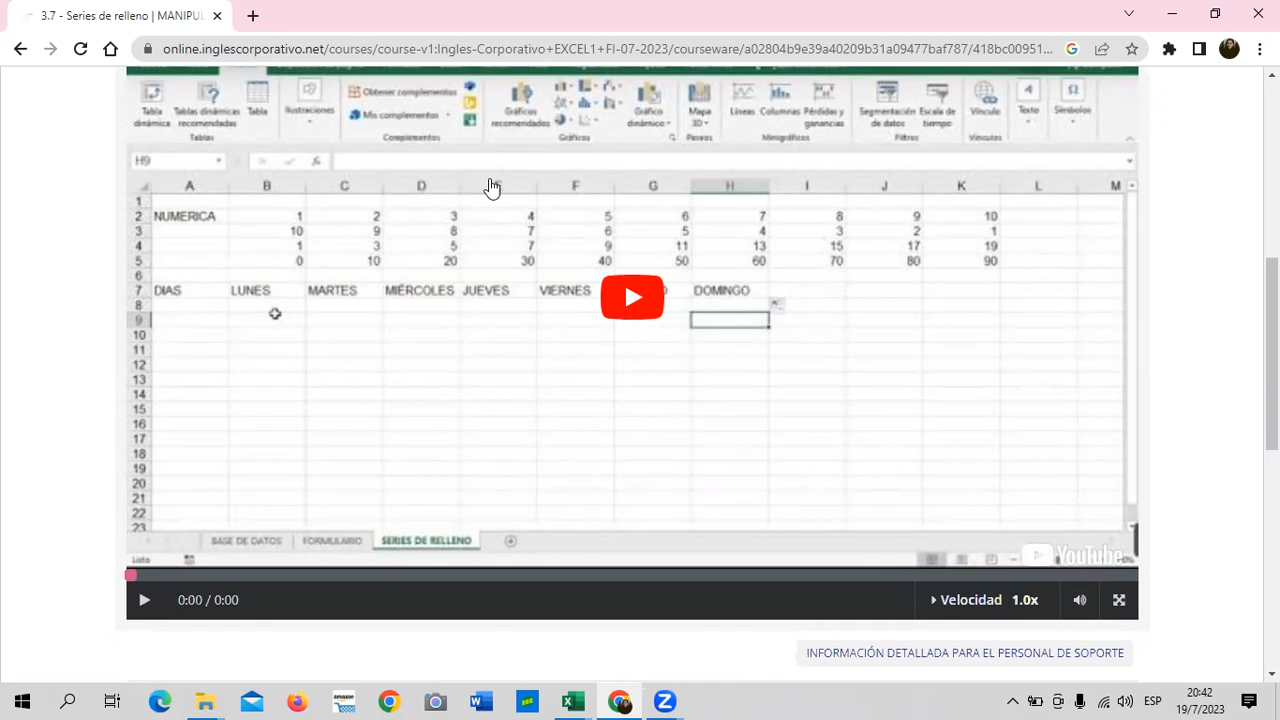 3.7 - Series de relleno | MANIPUL
online.inglescorporativo.net/courses/course-v1:Ingles-Corporativo+EXCEL1+FI-07-2023/courseware/a02804b9e39a40209b31a09477baf787/418bc00951...
Tabla dinámica
Tablas dinámicas recomendadas
Tabla
Ilustraciones
Obtener complementos
Mis complementos
Gráficos recomendados
Gráfico dinámico
Mapa 3D
Líneas
Columnas
Pérdidas y ganancias
Segmentación de datos
Escala de tiempo
Vínculo
Texto
Símbolos
Tablas Complementos Gráficos Paseos Minigráficos Filtros Vínculos
H9 fx
A B C D F G H I J K L M
1
2 NUMERICA 1 2 3 4 5 6 7 8 9 10
3 10 9 8 7 6 5 4 3 2 1
4 1 3 5 7 9 11 13 15 17 19
5 0 10 20 30 40 50 60 70 80 90
6
7 DIAS LUNES MARTES MIÉRCOLES JUEVES VIERNES DOMINGO
8
9
10
11
12
13
14
15
16
17
18
19
20
21
22
23
BASE DE DATOS FORMULARIO SERIES DE RELLENO
Listo
YouTube
0:00 / 0:00 Velocidad 1.0x
INFORMACIÓN DETALLADA PARA EL PERSONAL DE SOPORTE
ESP
20:42
19/7/2023